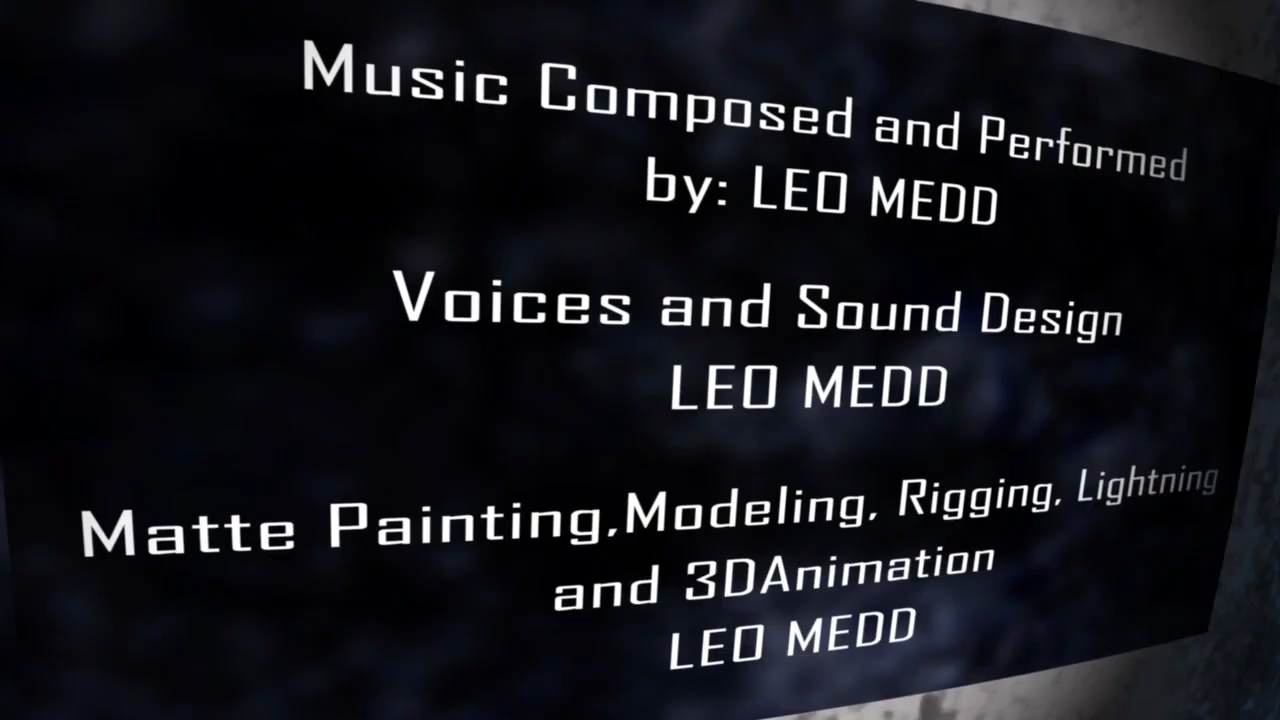 Music Composed and Performed
by: LEO MEDD
Voices and Sound Design
LEO MEDD
Matte Painting,Modeling, Rigging, Lightning
and 3DAnimation
LEO MEDD